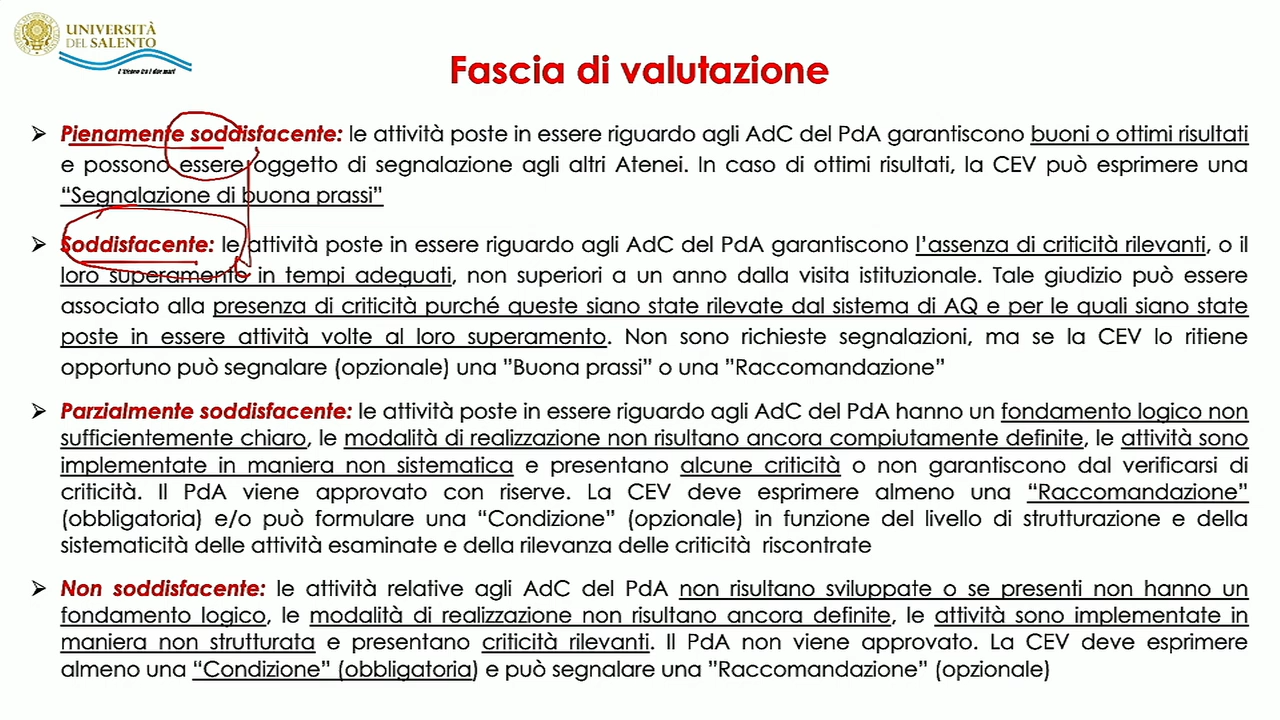 UNIVERSITÀ
DEL SALENTO
l'Ateneo tra i due mari
Fascia di valutazione
➢ Pienamente soddisfacente: le attività poste in essere riguardo agli AdC del PdA garantiscono buoni o ottimi risultati
e possono essere oggetto di segnalazione agli altri Atenei. In caso di ottimi risultati, la CEV può esprimere una
“Segnalazione di buona prassi”
➢ Soddisfacente: le attività poste in essere riguardo agli AdC del PdA garantiscono l’assenza di criticità rilevanti, o il
loro superamento in tempi adeguati, non superiori a un anno dalla visita istituzionale. Tale giudizio può essere
associato alla presenza di criticità purché queste siano state rilevate dal sistema di AQ e per le quali siano state
poste in essere attività volte al loro superamento. Non sono richieste segnalazioni, ma se la CEV lo ritiene
opportuno può segnalare (opzionale) una ”Buona prassi” o una ”Raccomandazione”
➢ Parzialmente soddisfacente: le attività poste in essere riguardo agli AdC del PdA hanno un fondamento logico non
sufficientemente chiaro, le modalità di realizzazione non risultano ancora compiutamente definite, le attività sono
implementate in maniera non sistematica e presentano alcune criticità o non garantiscono dal verificarsi di
criticità. Il PdA viene approvato con riserve. La CEV deve esprimere almeno una “Raccomandazione”
(obbligatoria) e/o può formulare una “Condizione” (opzionale) in funzione del livello di strutturazione e della
sistematicità delle attività esaminate e della rilevanza delle criticità riscontrate
➢ Non soddisfacente: le attività relative agli AdC del PdA non risultano sviluppate o se presenti non hanno un
fondamento logico, le modalità di realizzazione non risultano ancora definite, le attività sono implementate in
maniera non strutturata e presentano criticità rilevanti. Il PdA non viene approvato. La CEV deve esprimere
almeno una “Condizione” (obbligatoria) e può segnalare una ”Raccomandazione” (opzionale)